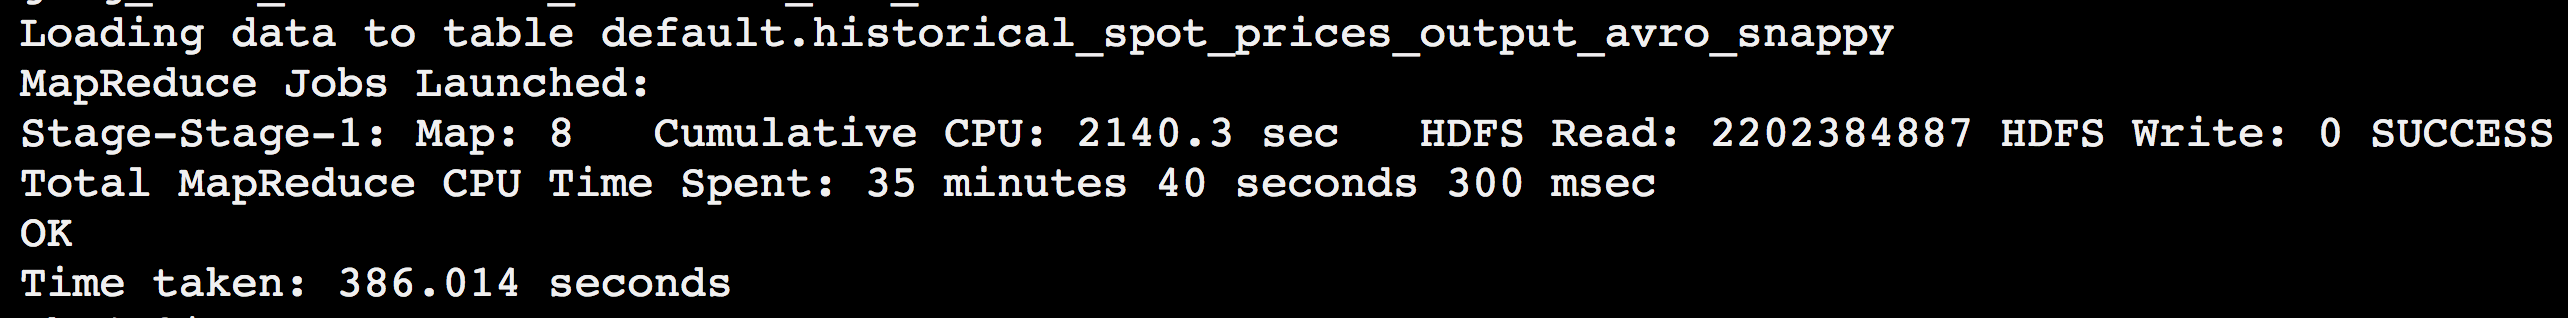 Loading data to table default.historical_spot_prices_output_avro_snappy
MapReduce Jobs Launched:
Stage-Stage-1: Map: 8   Cumulative CPU: 2140.3 sec   HDFS Read: 2202384887 HDFS Write: 0 SUCCESS
Total MapReduce CPU Time Spent: 35 minutes 40 seconds 300 msec
OK
Time taken: 386.014 seconds